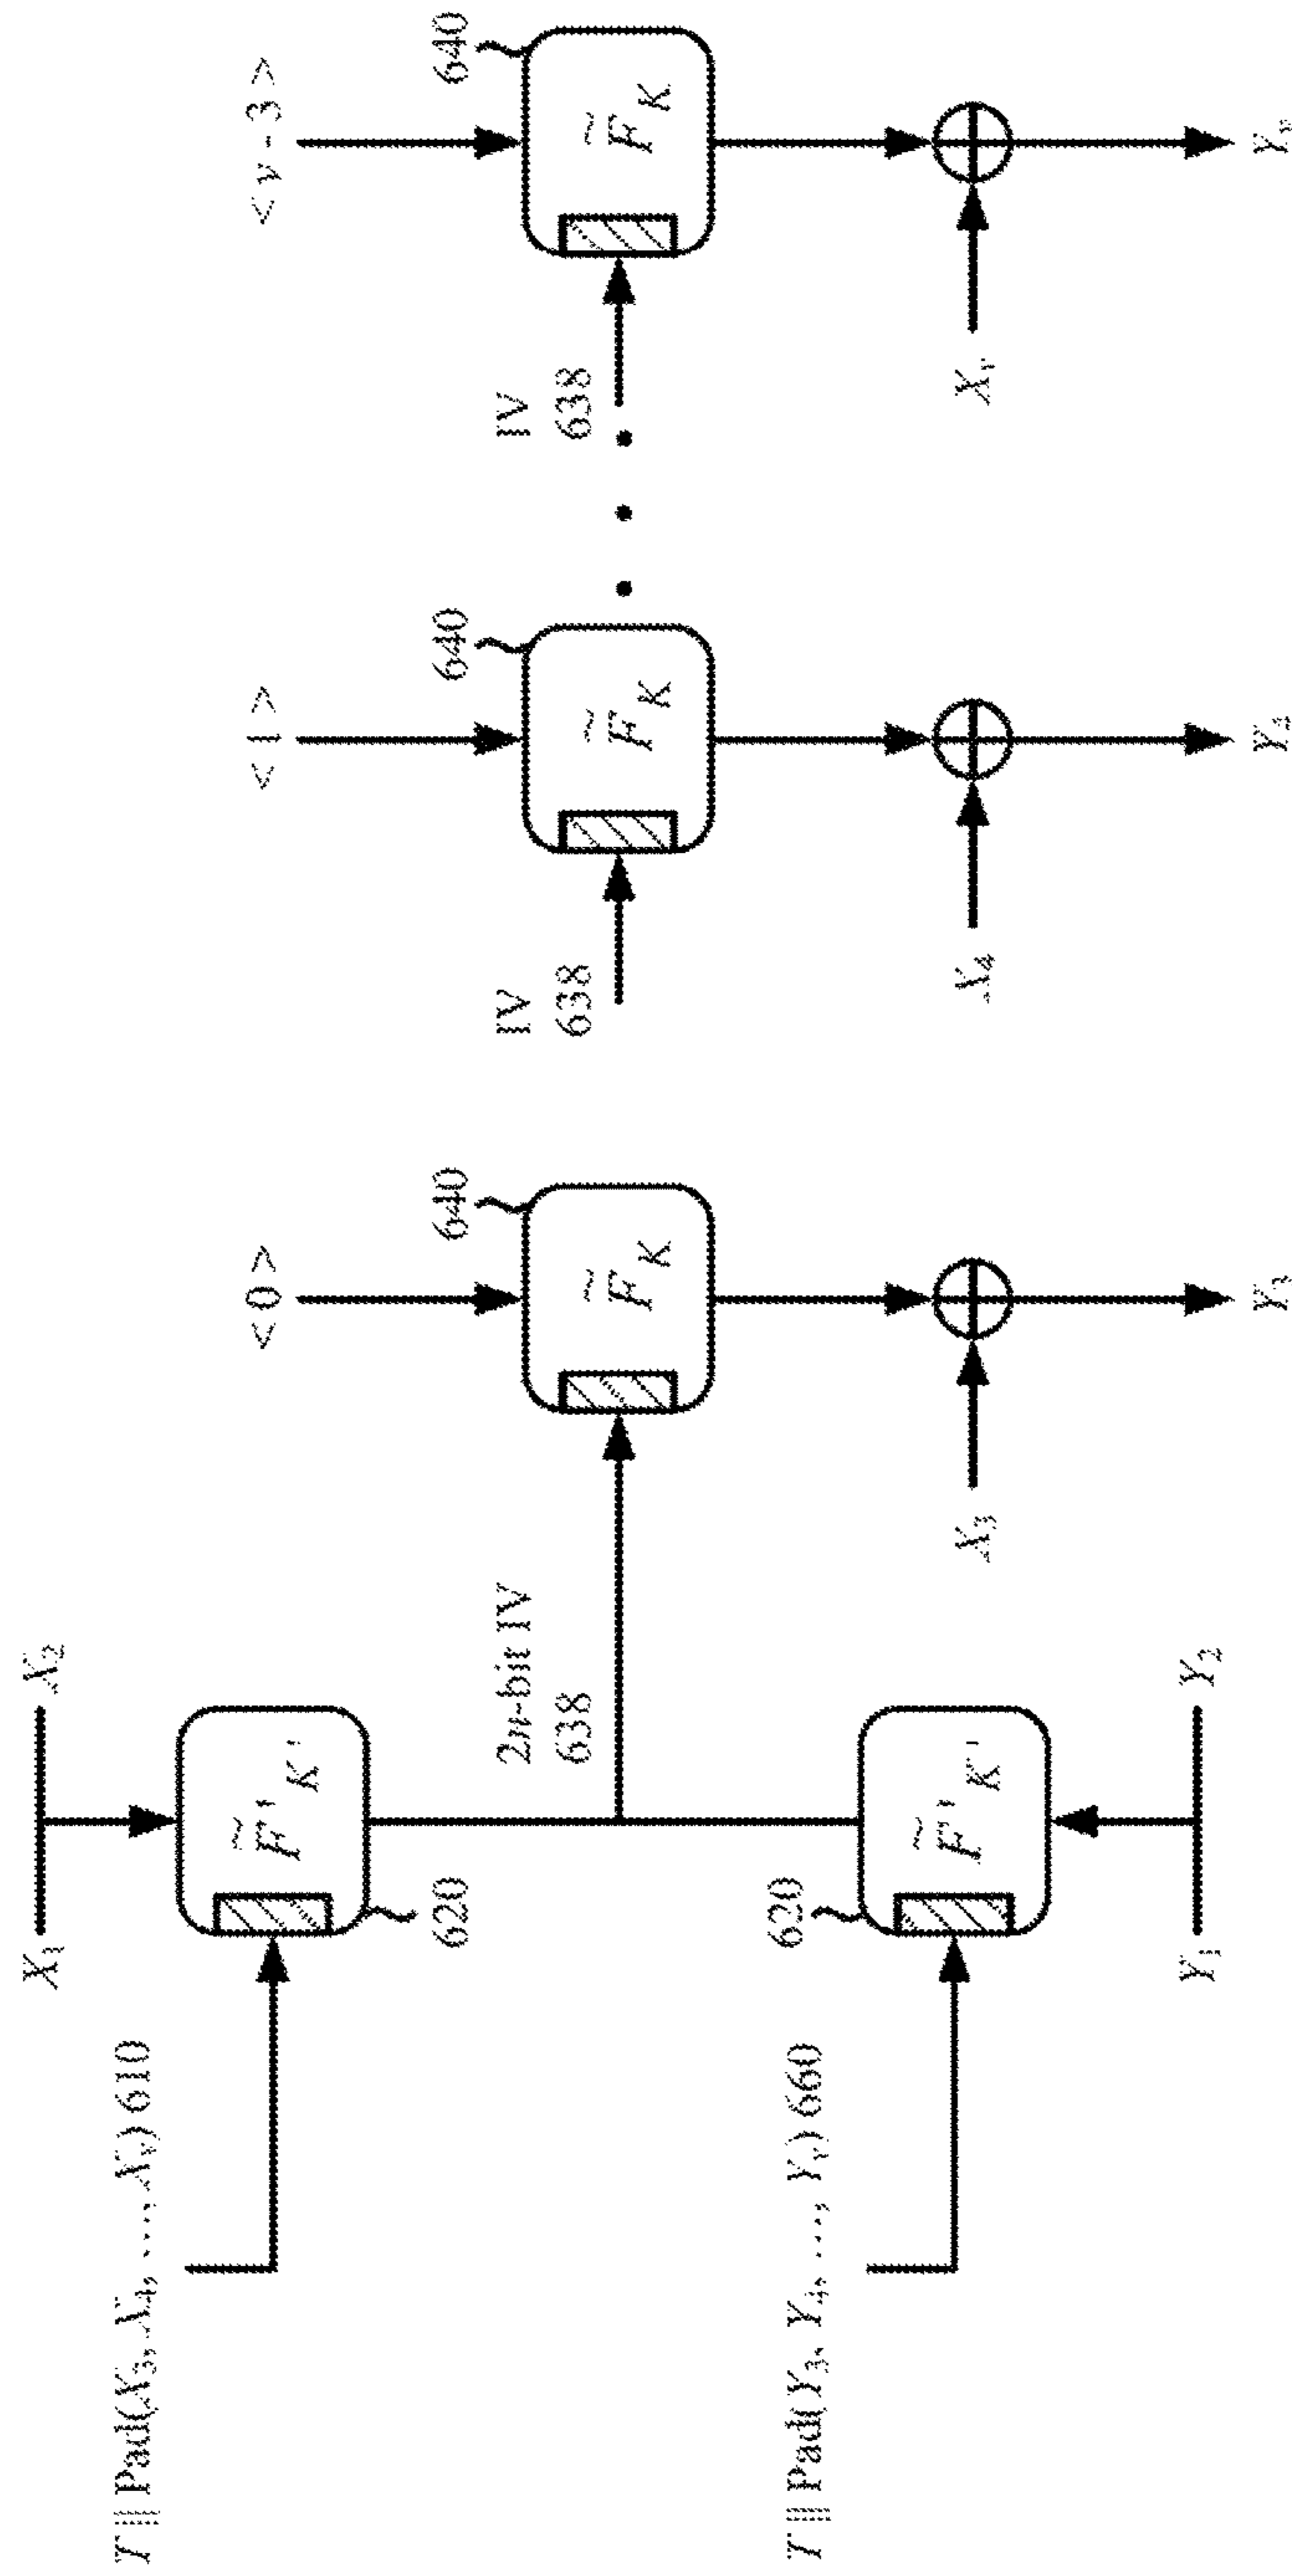 X₁ X₂
T ||| Pad(X₃, X₄, …, Xᵥ) 610
F̃'K'
620
2n-bit IV
638
T ||| Pad(Y₃, Y₄, …, Yᵥ) 660
620
F̃'K'
Y₁ Y₂
<0>
640
F̃K
X₃
Y₃
<1>
640
IV
638
F̃K
X₄
Y₄
<v-3>
640
IV
638
F̃K
Xᵥ
Yᵥ